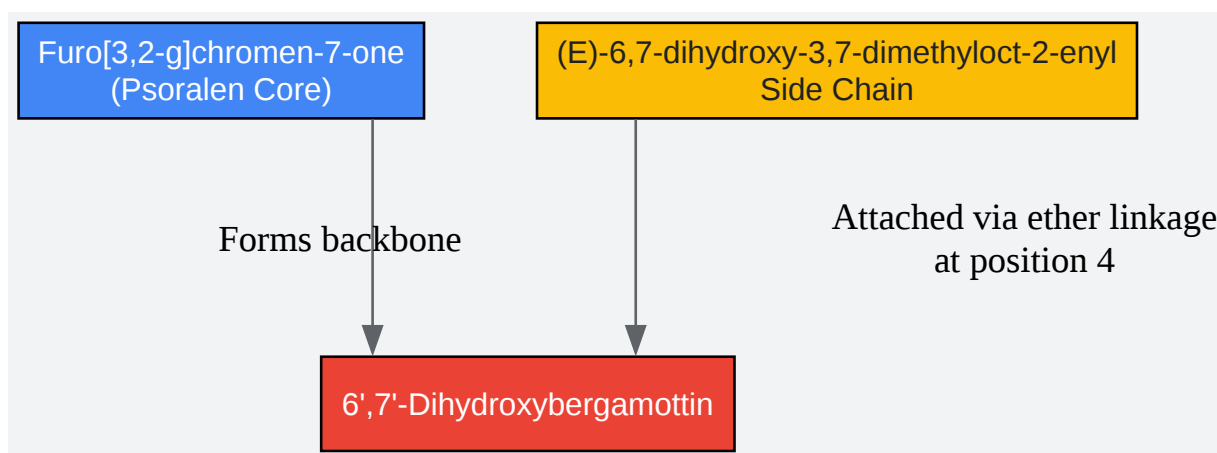 Furo[3,2-g]chromen-7-one
(Psoralen Core)
(E)-6,7-dihydroxy-3,7-dimethyloct-2-enyl
Side Chain
Forms backbone
Attached via ether linkage
at position 4
6',7'-Dihydroxybergamottin